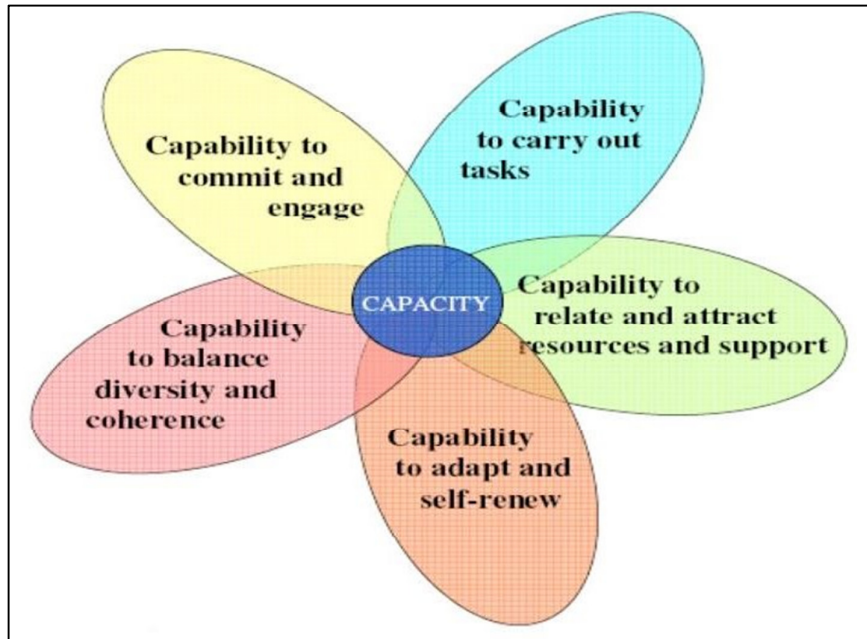 Capability to
commit and
engage
Capability
to carry out
tasks
CAPACITY
Capability to
relate and attract
resources and support
Capability
to balance
diversity and
coherence
Capability
to adapt and
self-renew